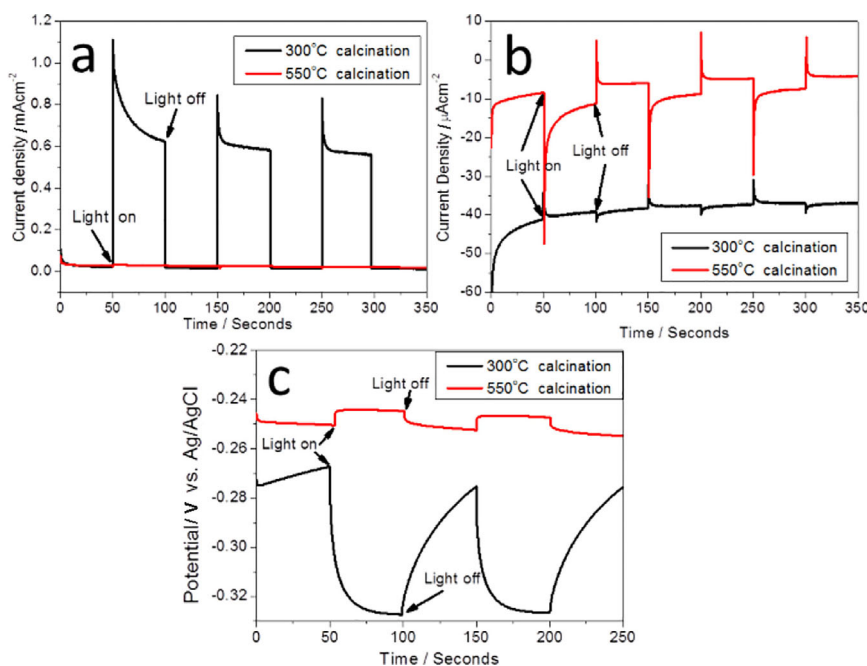 a
300°C calcination
550°C calcination
Light off
Light on
Current density / mAcm-2
1.2
1.0
0.8
0.6
0.4
0.2
0.0
0 50 100 150 200 250 300 350
Time / Seconds
b
Current Density / μAcm-2
10
0
-10
-20
-30
-40
-50
-60
Light on
Light off
300°C calcination
550°C calcination
0 50 100 150 200 250 300 350
Time / Seconds
c
300°C calcination
550°C calcination
Light off
Light on
Light off
Potential/ V vs. Ag/AgCl
-0.22
-0.24
-0.26
-0.28
-0.30
-0.32
0 50 100 150 200 250
Time / Seconds